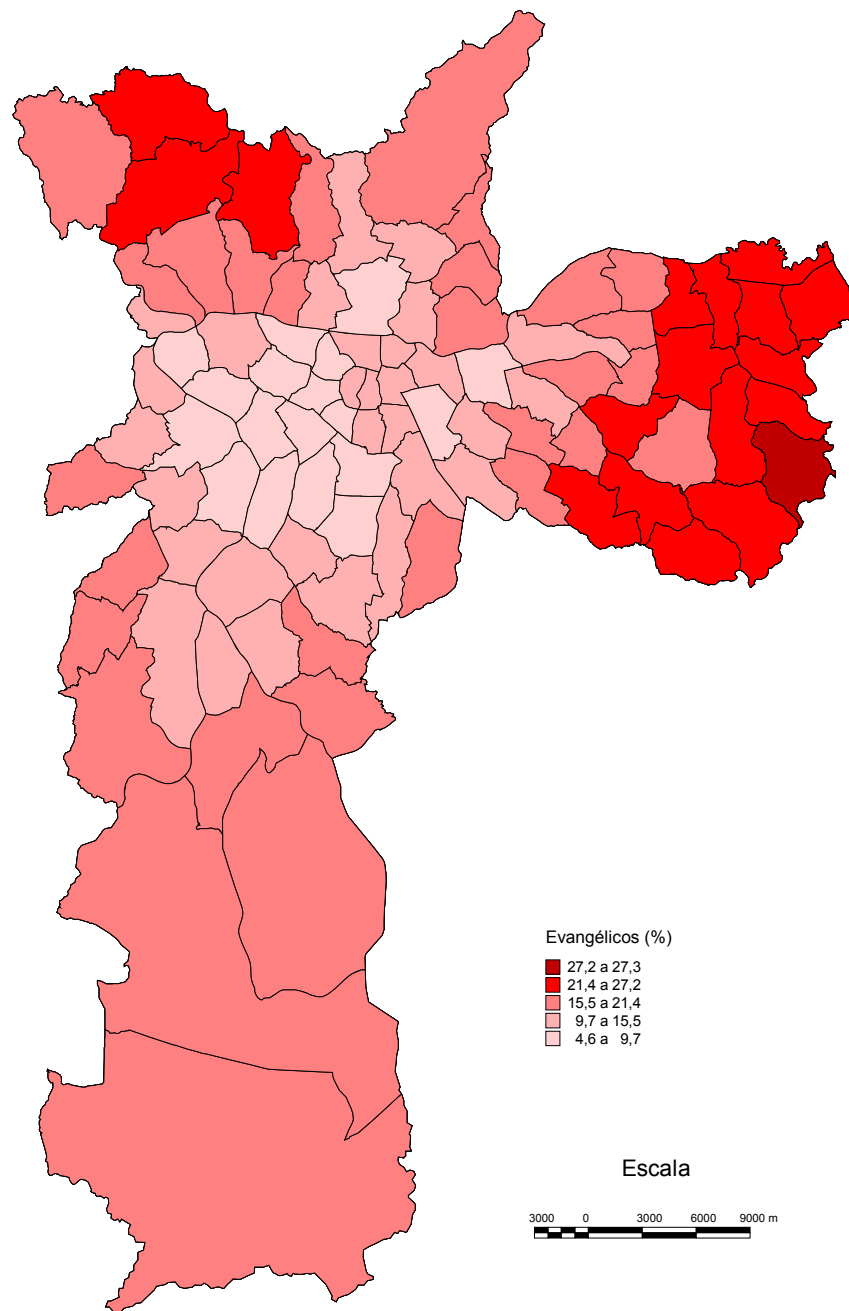 Evangélicos (%)
27,2 a 27,3
21,4 a 27,2
15,5 a 21,4
9,7 a 15,5
4,6 a 9,7
Escala
3000 0 3000 6000 9000 m